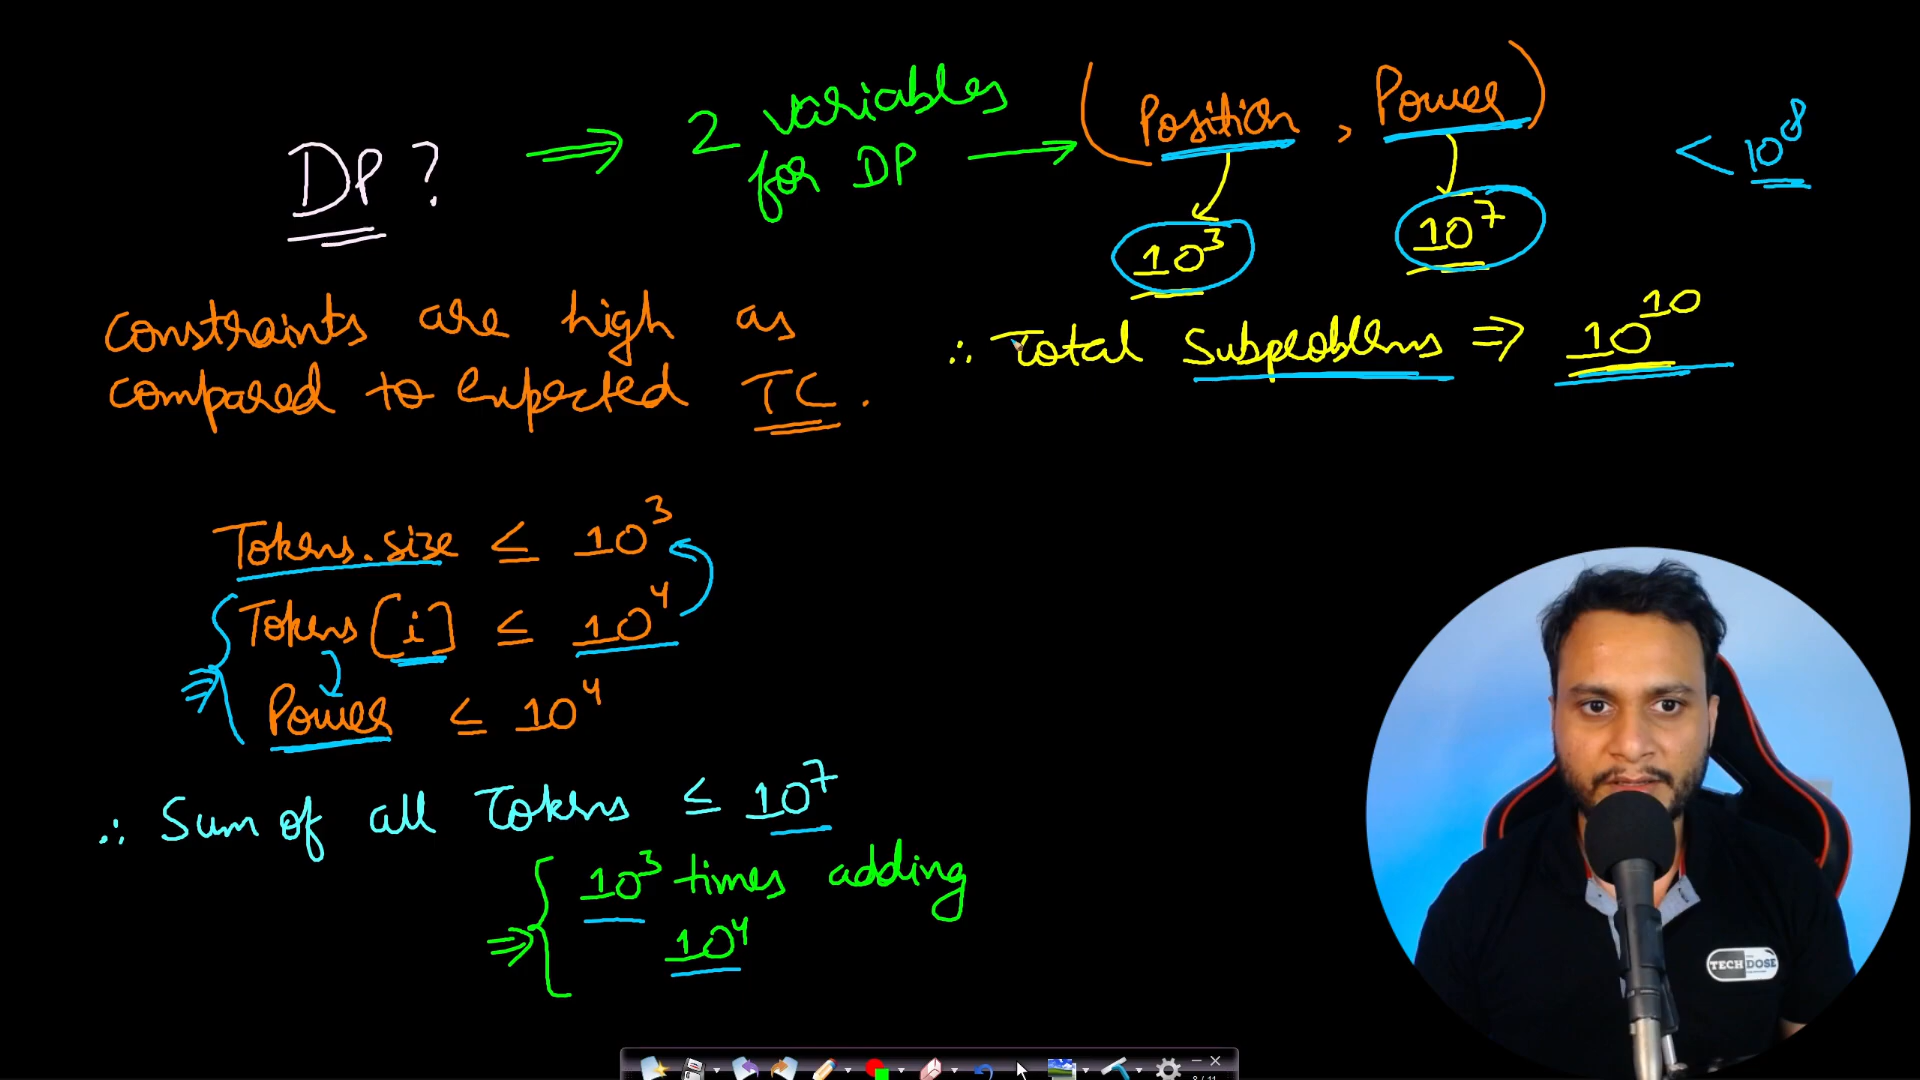 DP? ⇒ 2 variables for DP → (Position, Power) < 10^8
10^3 10^7
∴ Total Subproblems ⇒ 10^10
Constraints are high as
compared to Expected TC.
Tokens.size ≤ 10^3
Tokens[i] ≤ 10^4
⇒ Power ≤ 10^4
∴ Sum of all Tokens ≤ 10^7
⇒ { 10^3 times adding
10^4
TECH DOSE
8 / 11